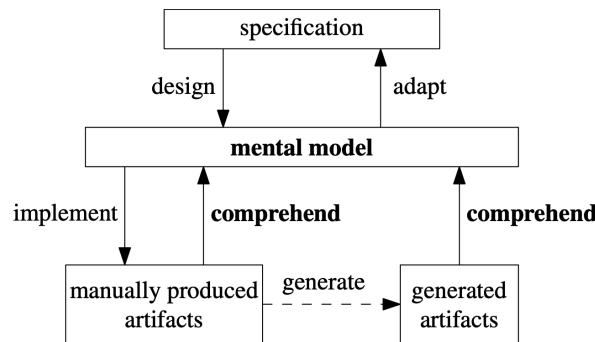 specification
design
adapt
mental model
implement
comprehend
comprehend
manually produced
artifacts
generate
generated
artifacts